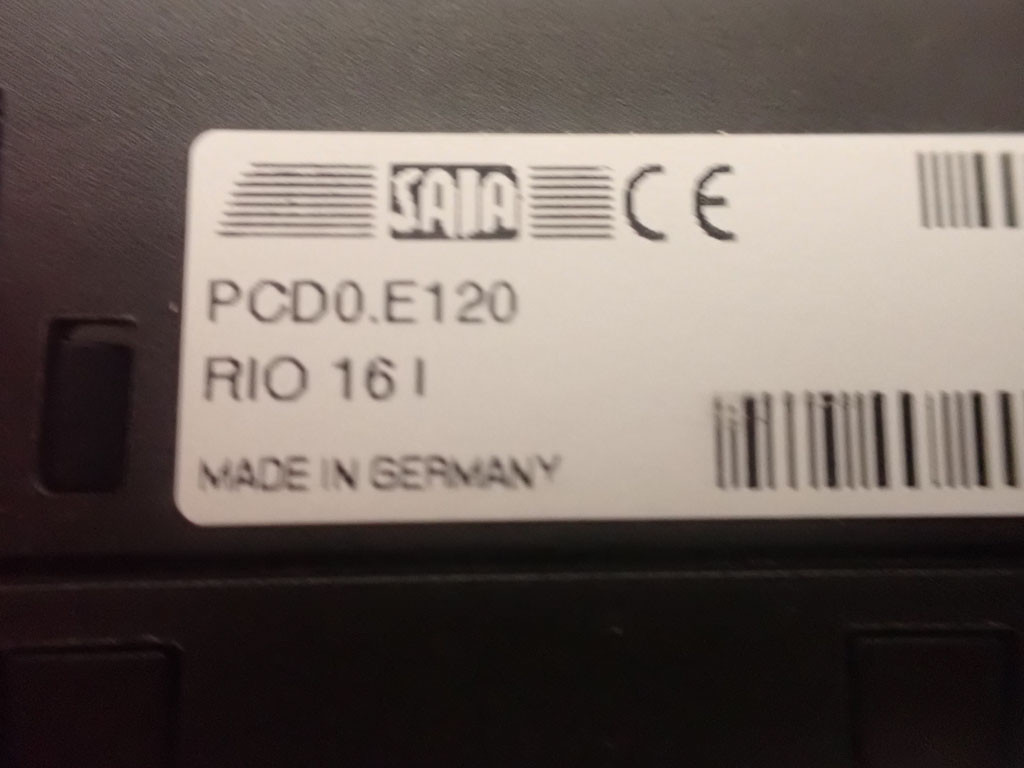 SAIA CE
PCD0.E120
RIO 16 I
MADE IN GERMANY